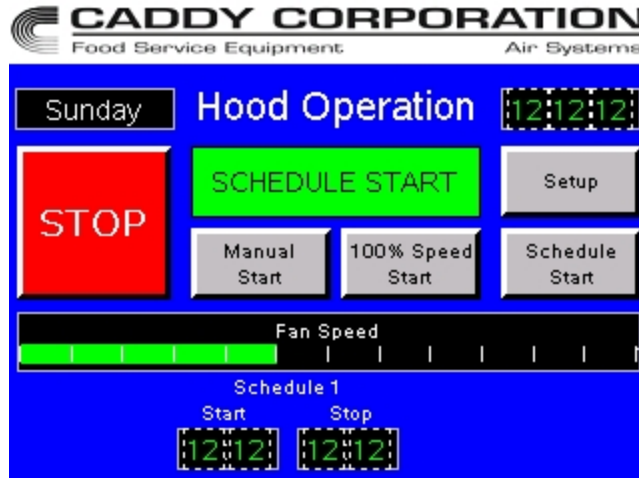 CADDY CORPORATION
Food Service Equipment Air Systems
Sunday Hood Operation 12:12:12
STOP
SCHEDULE START
Setup
Manual Start
100% Speed Start
Schedule Start
Fan Speed
Schedule 1
Start Stop
12:12 12:12